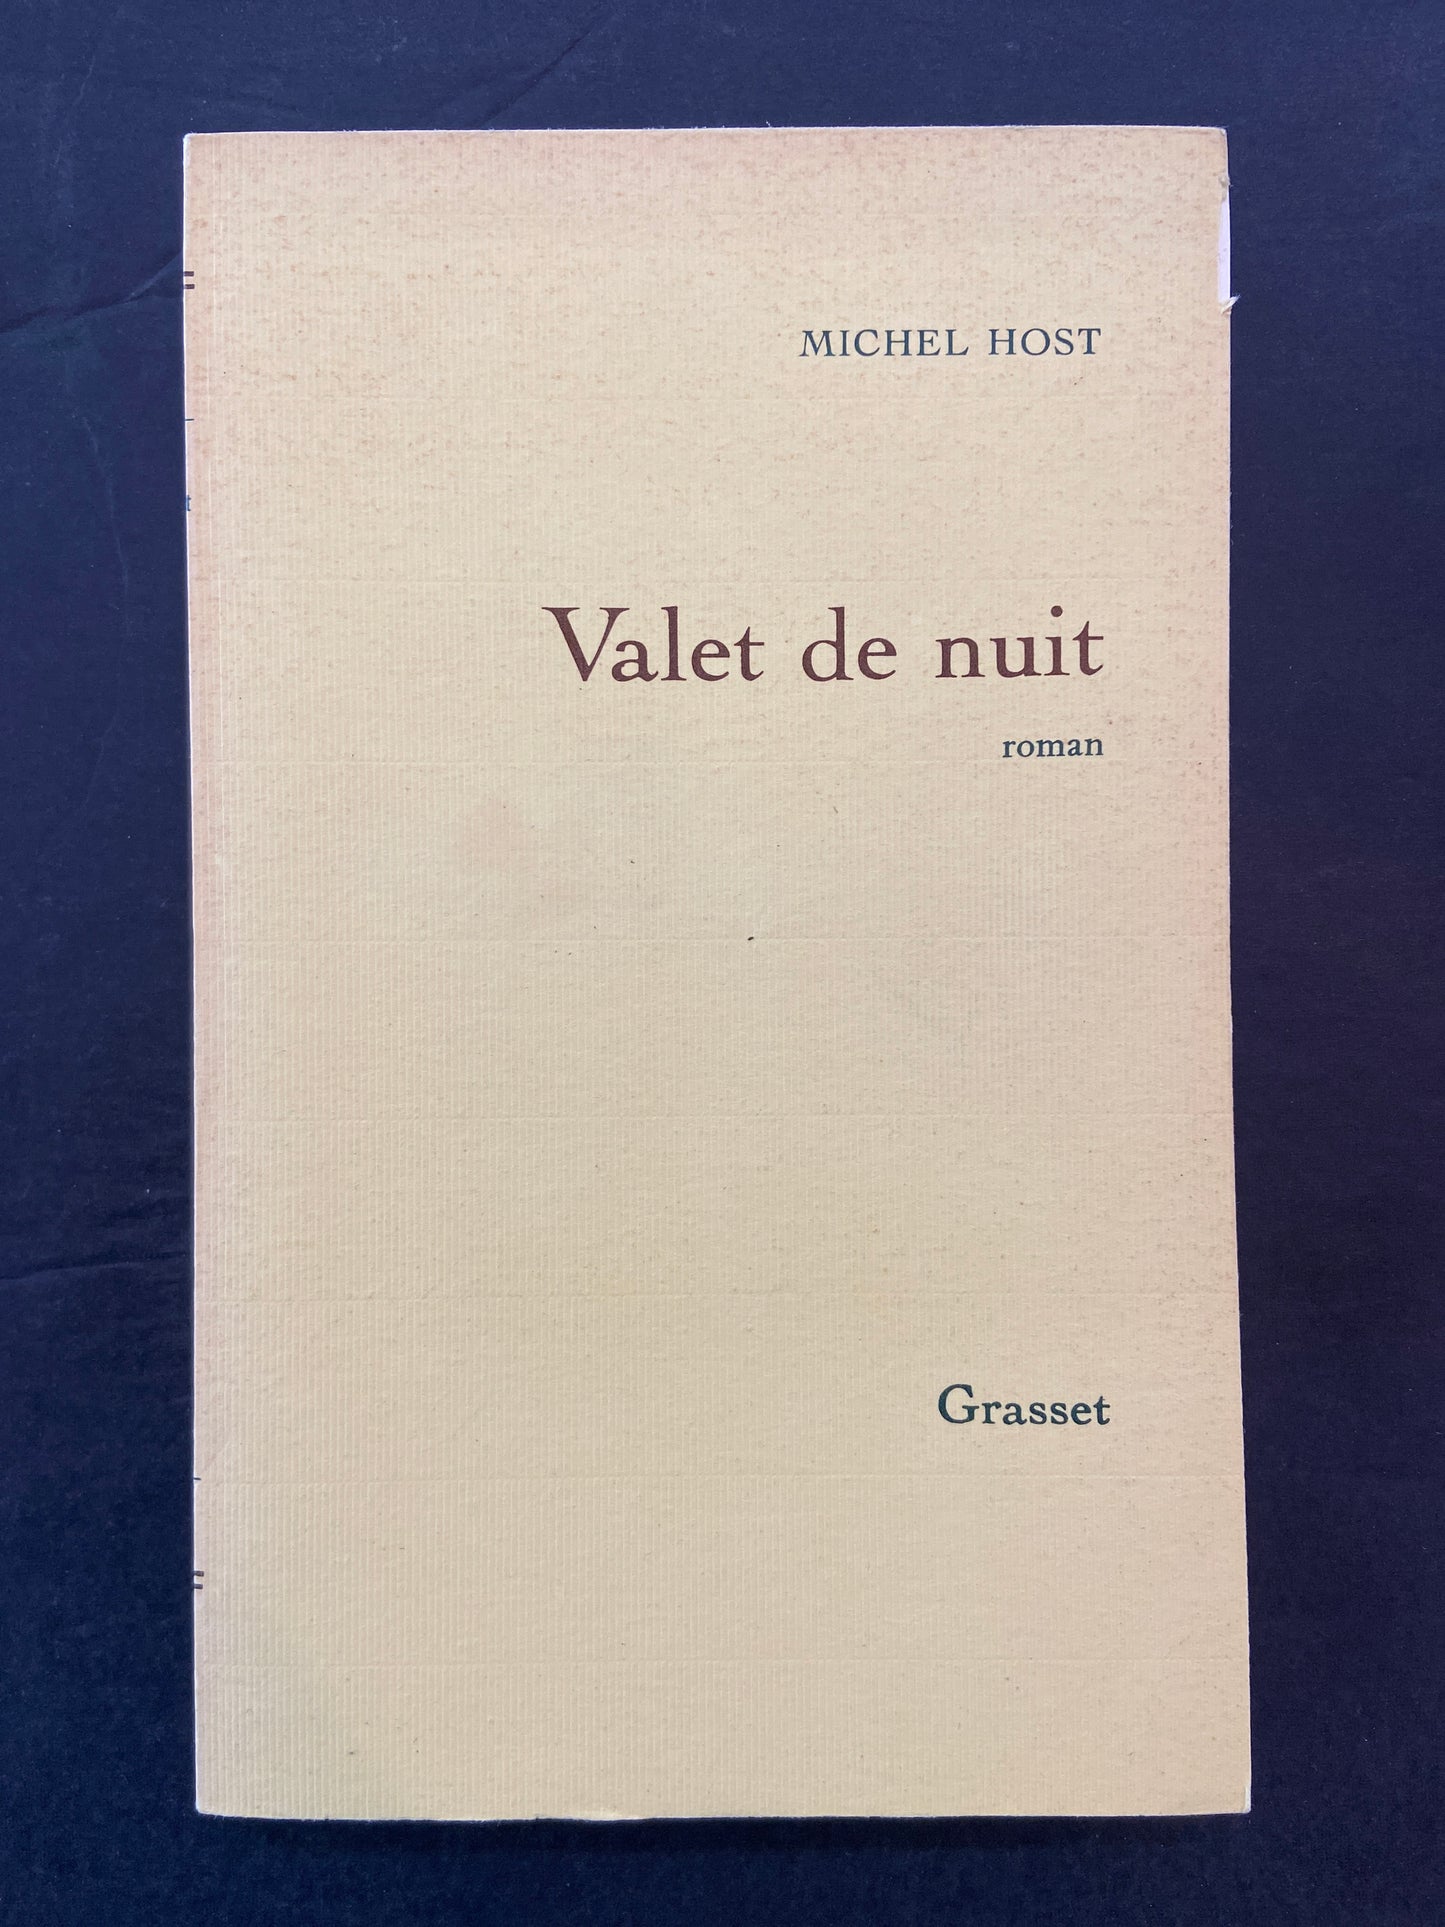 MICHEL HOST
Valet de nuit
roman
Grasset